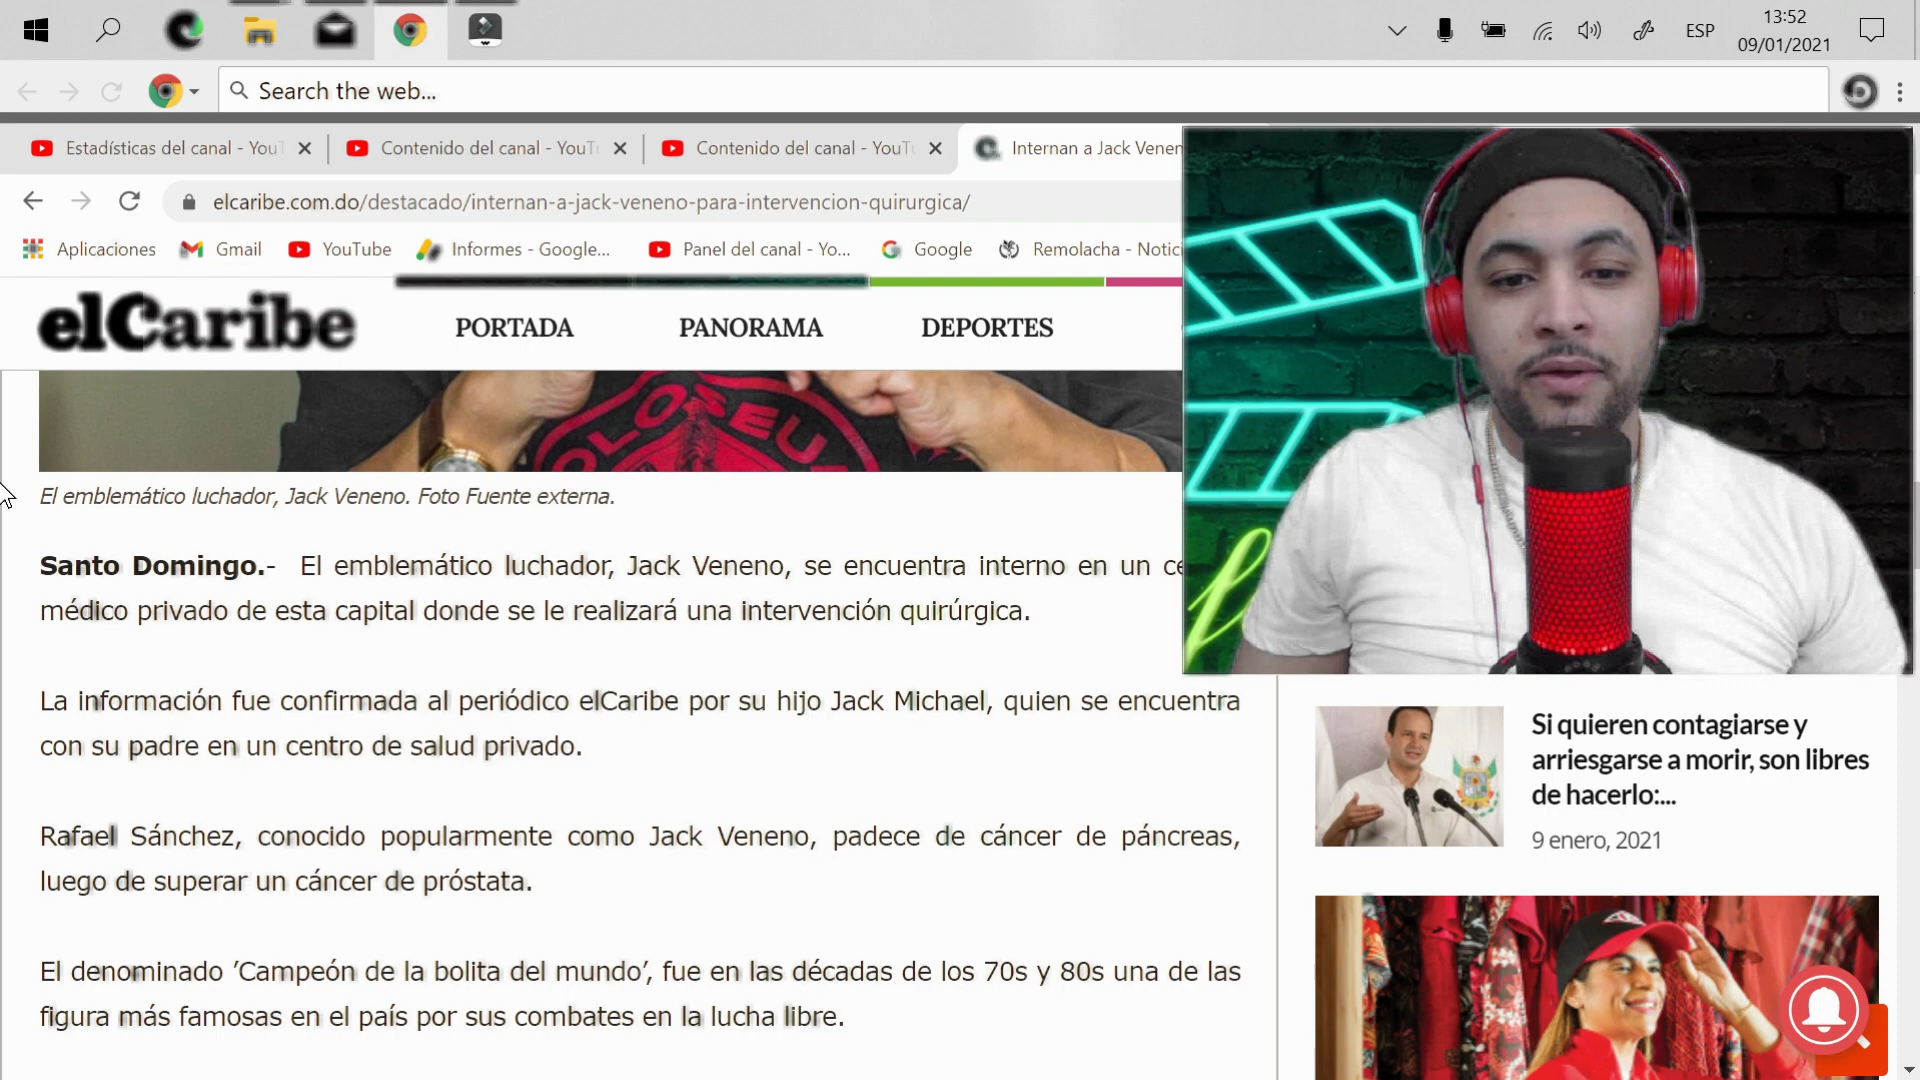 13:52
ESP
09/01/2021
Search the web...
Estadísticas del canal - YouT
Contenido del canal - YouT
Contenido del canal - YouT
Internan a Jack Venen
elcaribe.com.do/destacado/internan-a-jack-veneno-para-intervencion-quirurgica/
Aplicaciones
Gmail
YouTube
Informes - Google...
Panel del canal - Yo...
Google
Remolacha - Notici
elCaribe
PORTADA
PANORAMA
DEPORTES
OLOSEU
El emblemático luchador, Jack Veneno. Foto Fuente externa.
Santo Domingo.- El emblemático luchador, Jack Veneno, se encuentra interno en un ce
médico privado de esta capital donde se le realizará una intervención quirúrgica.
La información fue confirmada al periódico elCaribe por su hijo Jack Michael, quien se encuentra
con su padre en un centro de salud privado.
Rafael Sánchez, conocido popularmente como Jack Veneno, padece de cáncer de páncreas,
luego de superar un cáncer de próstata.
El denominado ’Campeón de la bolita del mundo’, fue en las décadas de los 70s y 80s una de las
figura más famosas en el país por sus combates en la lucha libre.
Si quieren contagiarse y
arriesgarse a morir, son libres
de hacerlo:...
9 enero, 2021